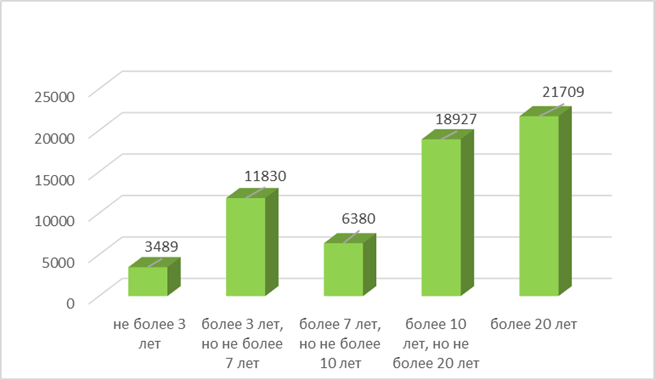 25000
20000
15000
10000
5000
0
3489
11830
6380
18927
21709
не более 3
лет
более 3 лет,
но не более
7 лет
более 7 лет,
но не более
10 лет
более 10
лет, но не
более 20 лет
более 20 лет